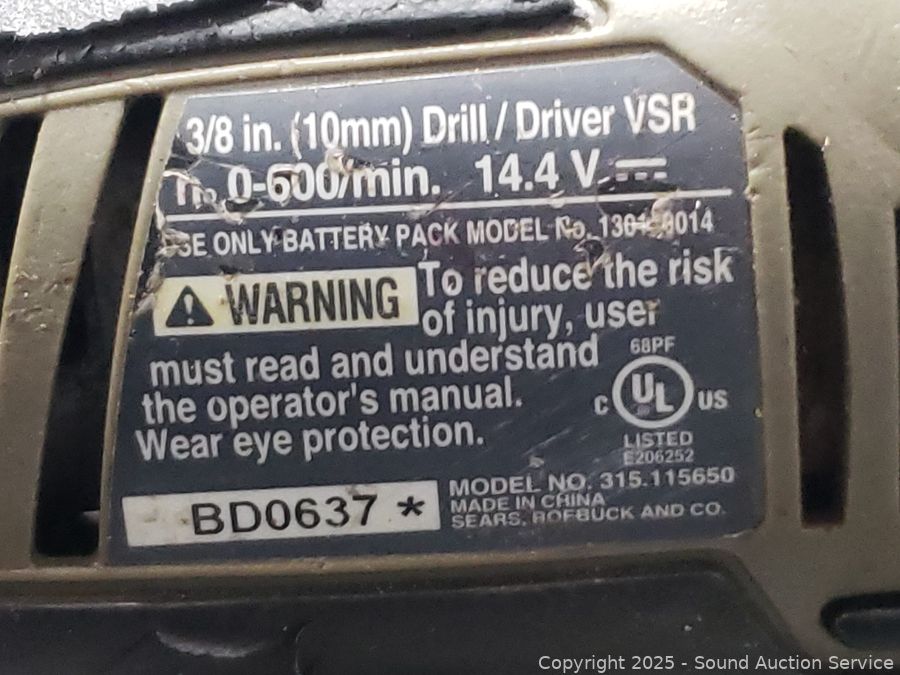 3/8 in. (10mm) Drill / Driver VSR
0-600/min. 14.4 V
ONLY BATTERY PACK MODEL No.
WARNING To reduce the risk
of injury, user
must read and understand
the operator's manual.
Wear eye protection.
68PF
C UL US
LISTED
E206252
BD0637 *
MODEL NO. 315.115650
MADE IN CHINA
SEARS, ROEBUCK AND CO.
Copyright 2025 - Sound Auction Service